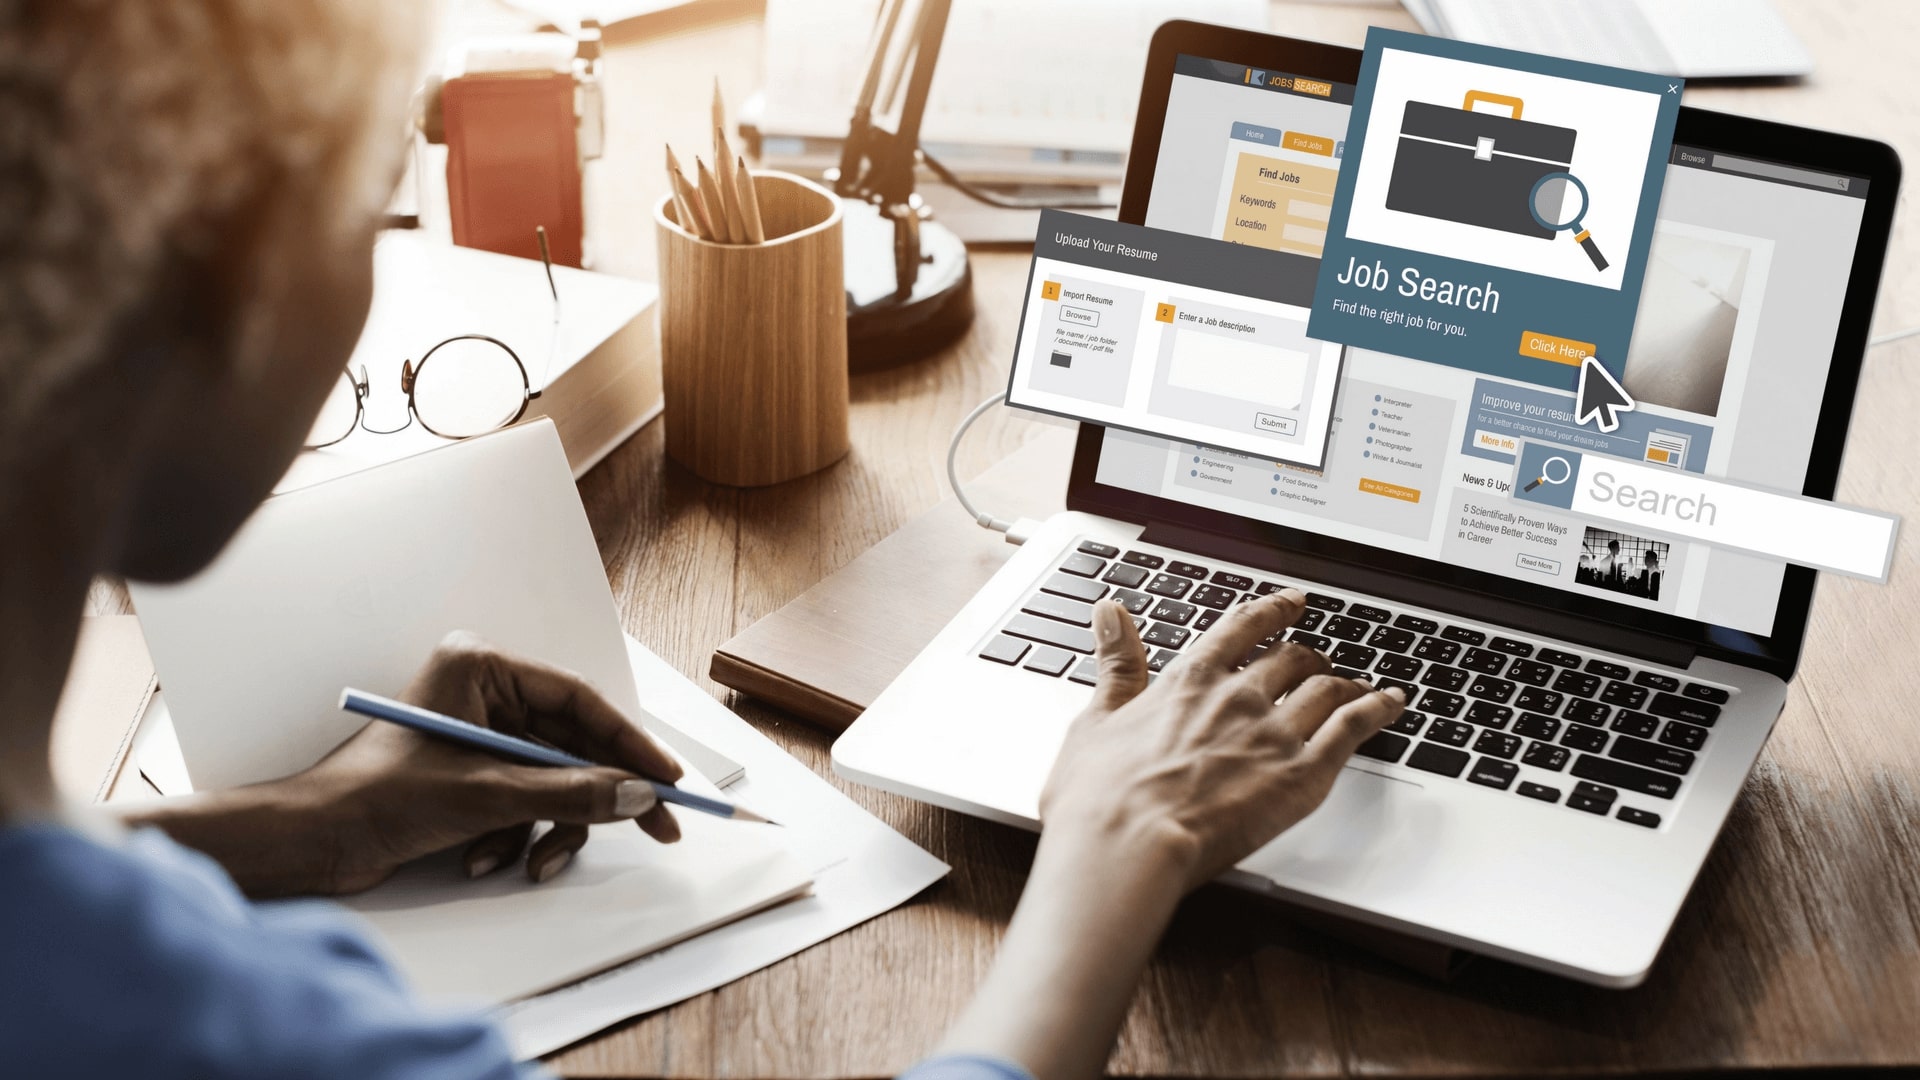 JOBS SEARCH
Home
Find Jobs
Find Jobs
Keywords
Location
Browse
Job Search
Find the right job for you.
Click Here
Upload Your Resume
1
Import Resume
Browse
file name / job folder
/ document /.pdf file
2
Enter a Job description
Submit
Engineering
Government
Food Service
Graphic Designer
Interpreter
Teacher
Veterinarian
Photographer
Writer & Journalist
See All Categories
Improve your resum
for a better chance to find your dream jobs
More Info
Search
News & Upd
5 Scientifically Proven Ways
to Achieve Better Success
in Career
Read More
delete
return
shift
option